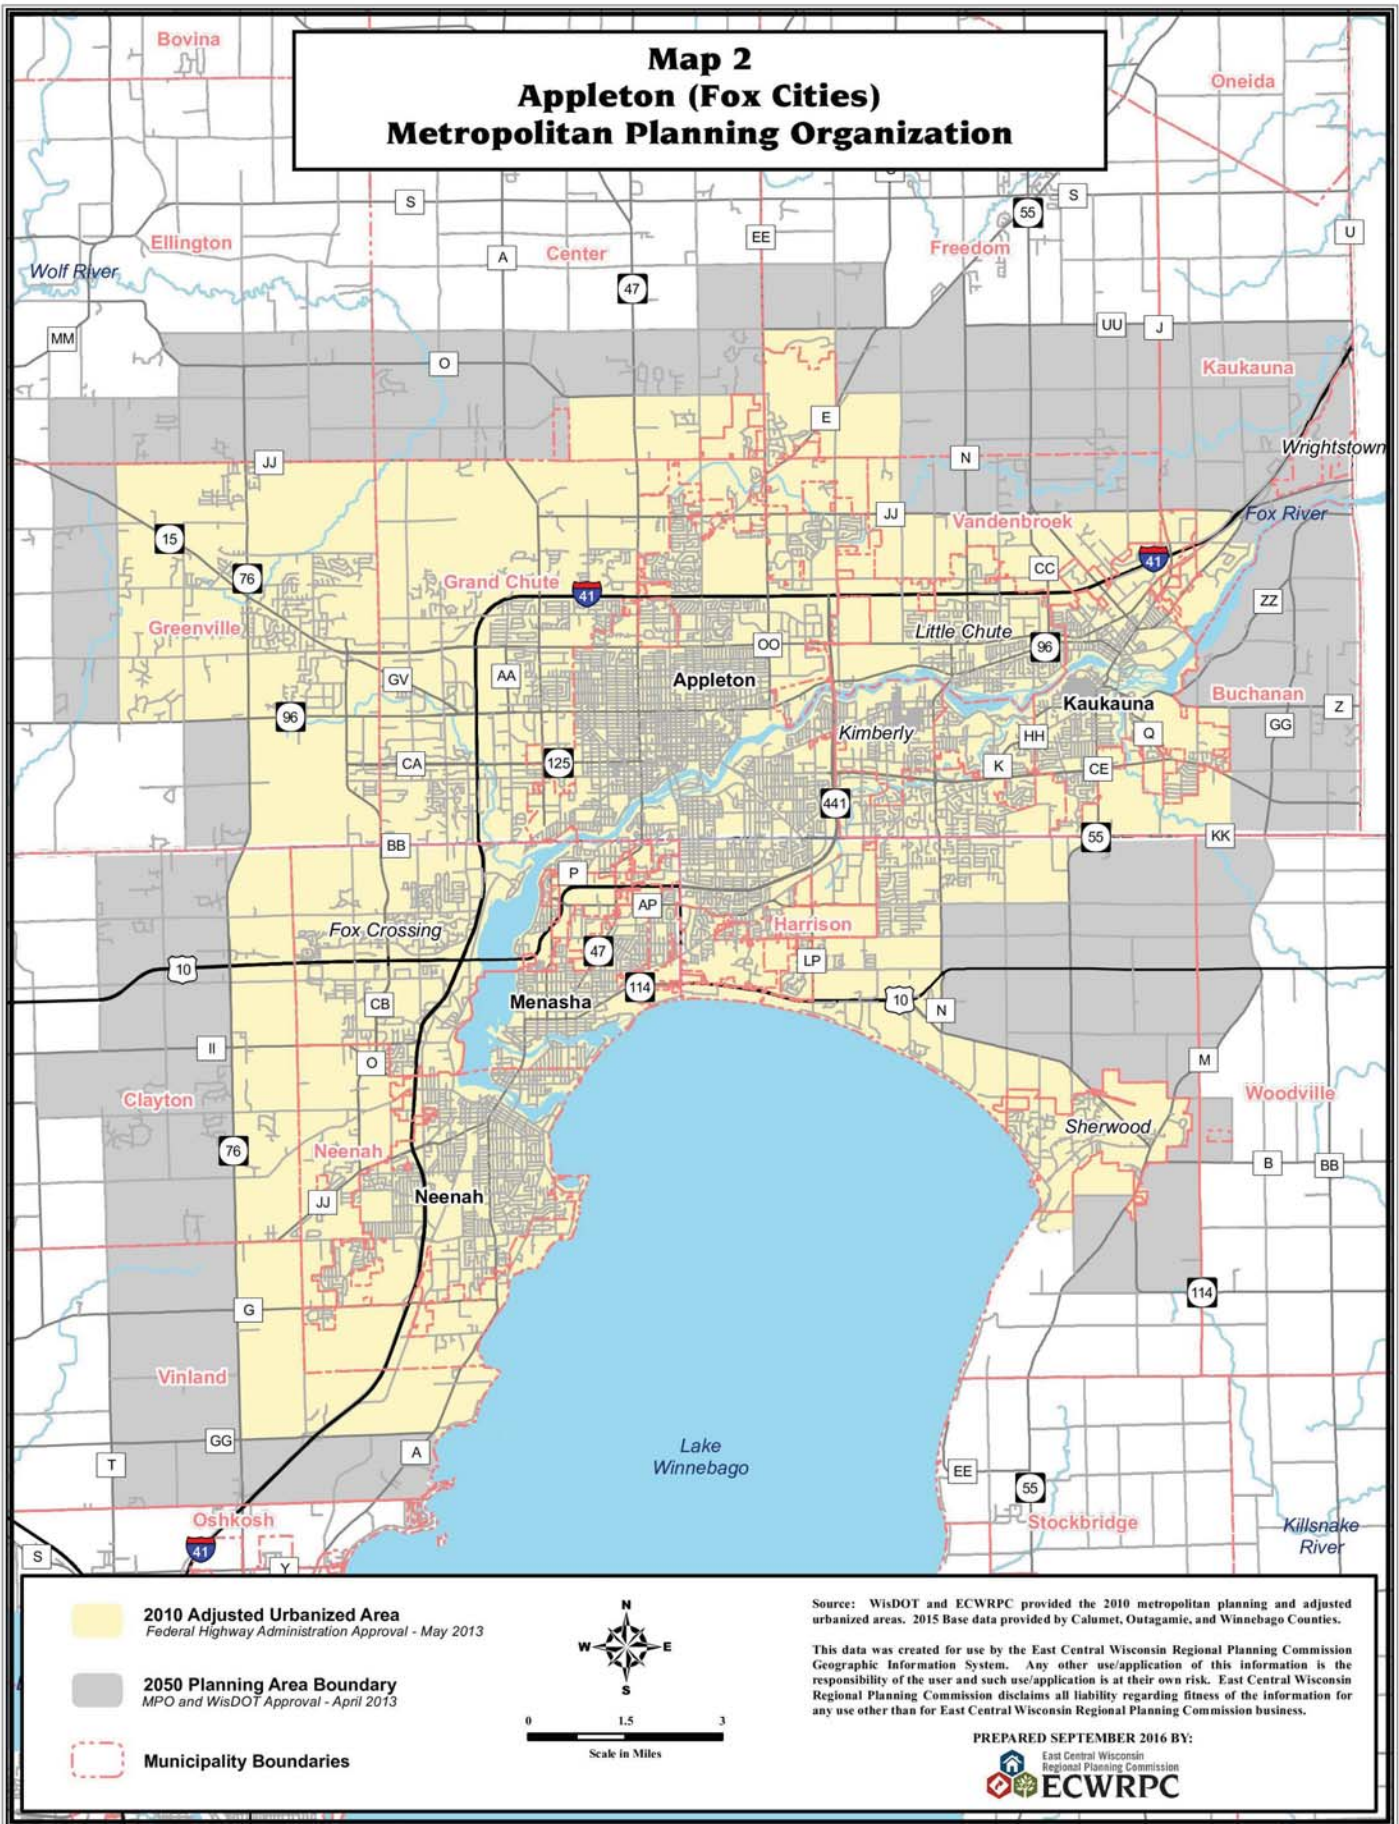 Map 2
Appleton (Fox Cities)
Metropolitan Planning Organization
Bovina
Oneida
S
55
S
U
EE
Ellington
Center
Freedom
A
Wolf River
47
MM
UU
J
O
Kaukauna
E
Wrightstown
JJ
N
JJ
Vandenbroek
Fox River
15
41
76
Grand Chute
CC
41
ZZ
Greenville
Little Chute
OO
96
GV
AA
Appleton
Buchanan
Kaukauna
Z
96
GG
Kimberly
HH
Q
CA
125
K
CE
441
BB
55
KK
P
AP
Fox Crossing
Harrison
47
LP
10
114
CB
Menasha
10
N
II
O
M
Clayton
Woodville
Sherwood
76
Neenah
B
BB
JJ
Neenah
114
G
Vinland
GG
A
Lake
Winnebago
T
EE
55
Oshkosh
Stockbridge
Killsnake
River
41
S
Y
2010 Adjusted Urbanized Area
Federal Highway Administration Approval - May 2013
2050 Planning Area Boundary
MPO and WisDOT Approval - April 2013
Municipality Boundaries
N
W
E
S
0 1.5 3
Scale in Miles
Source: WisDOT and ECWRPC provided the 2010 metropolitan planning and adjusted
urbanized areas. 2015 Base data provided by Calumet, Outagamie, and Winnebago Counties.
This data was created for use by the East Central Wisconsin Regional Planning Commission
Geographic Information System. Any other use/application of this information is the
responsibility of the user and such use/application is at their own risk. East Central Wisconsin
Regional Planning Commission disclaims all liability regarding fitness of the information for
any use other than for East Central Wisconsin Regional Planning Commission business.
PREPARED SEPTEMBER 2016 BY:
East Central Wisconsin
Regional Planning Commission
ECWRPC